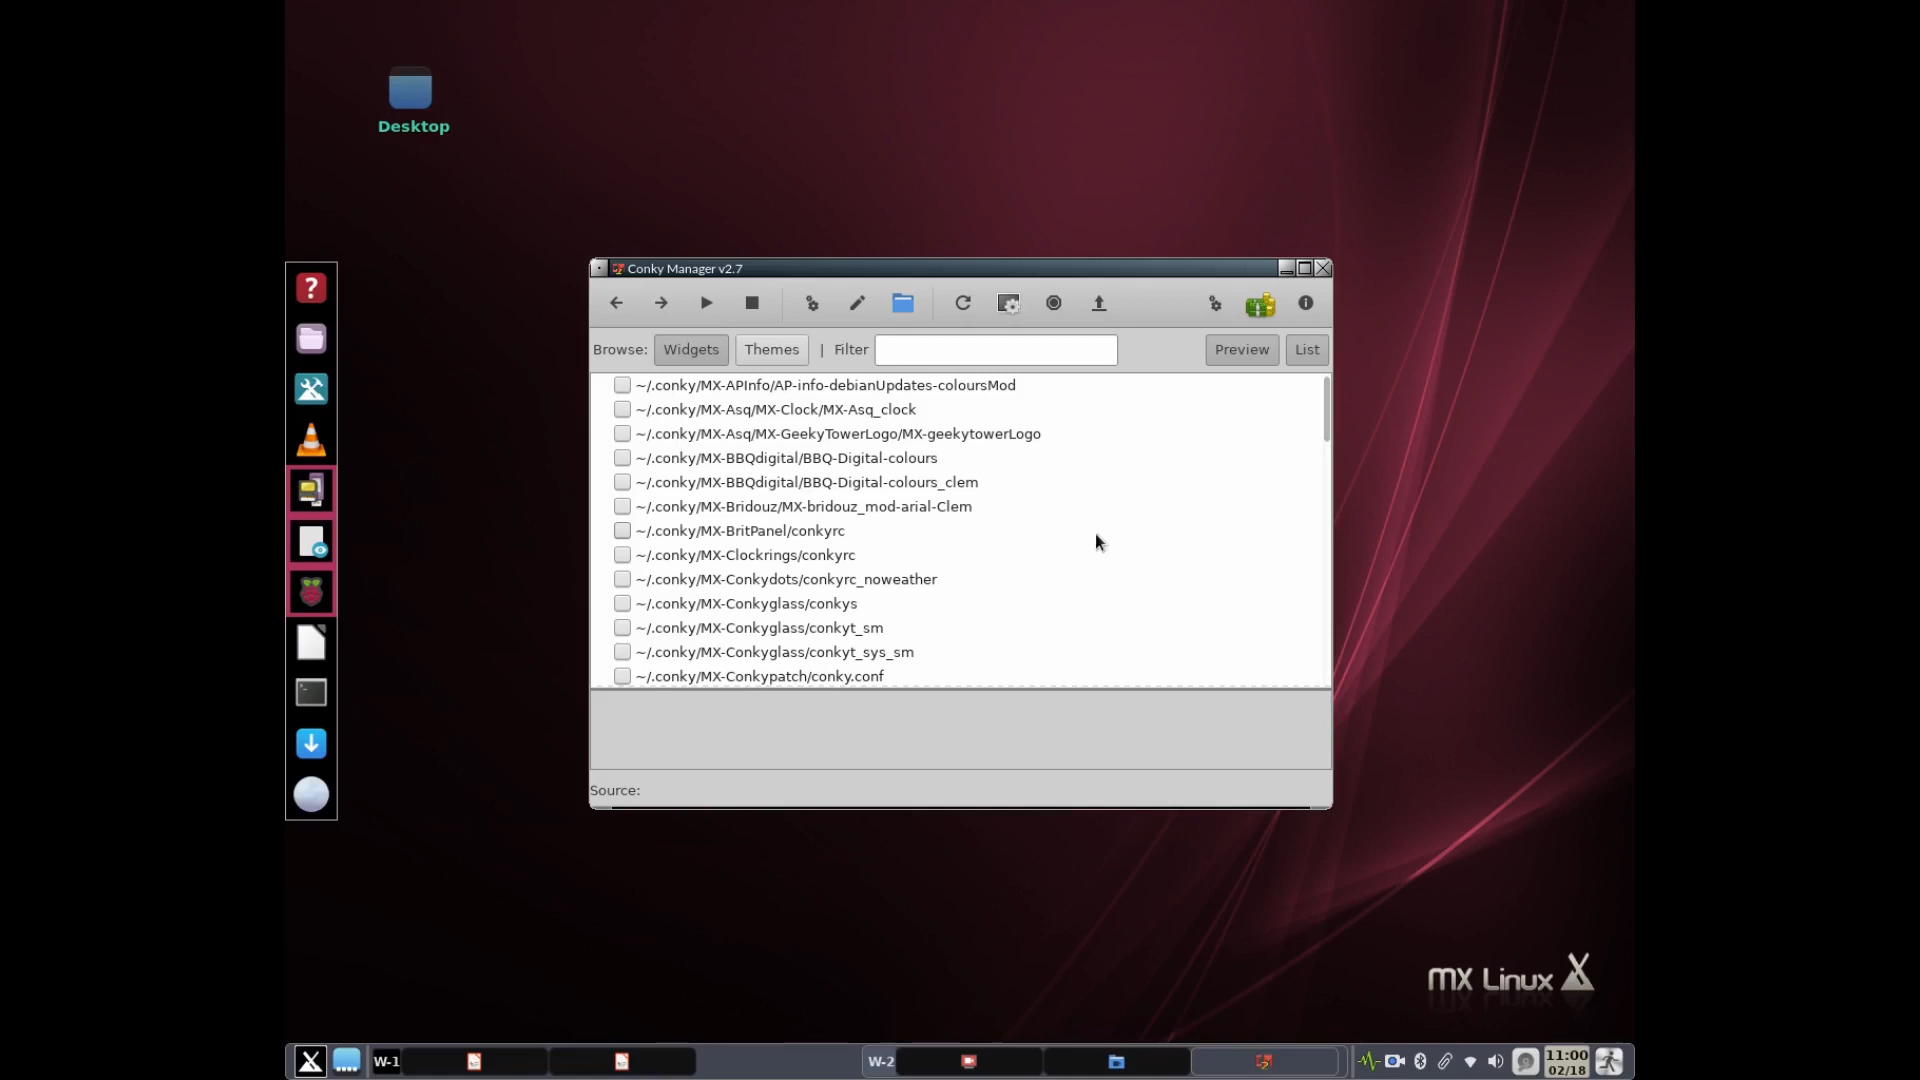 Desktop
Conky Manager v2.7
Browse: Widgets Themes | Filter Preview List
~/.conky/MX-APInfo/AP-info-debianUpdates-coloursMod
~/.conky/MX-Asq/MX-Clock/MX-Asq_clock
~/.conky/MX-Asq/MX-GeekyTowerLogo/MX-geekytowerLogo
~/.conky/MX-BBQdigital/BBQ-Digital-colours
~/.conky/MX-BBQdigital/BBQ-Digital-colours_clem
~/.conky/MX-Bridouz/MX-bridouz_mod-arial-Clem
~/.conky/MX-BritPanel/conkyrc
~/.conky/MX-Clockrings/conkyrc
~/.conky/MX-Conkydots/conkyrc_noweather
~/.conky/MX-Conkyglass/conkys
~/.conky/MX-Conkyglass/conkyt_sm
~/.conky/MX-Conkyglass/conkyt_sys_sm
~/.conky/MX-Conkypatch/conky.conf
Source:
MX Linux
W-1 W-2 11:00
02/18